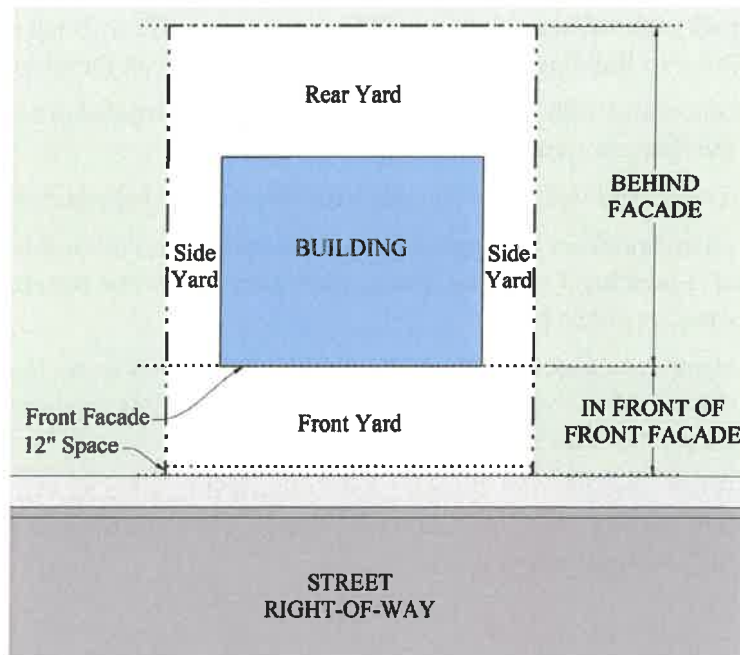 Rear Yard
BEHIND
FACADE
Side
Yard
BUILDING
Side
Yard
Front Facade
12" Space
Front Yard
IN FRONT OF
FRONT FACADE
STREET
RIGHT-OF-WAY